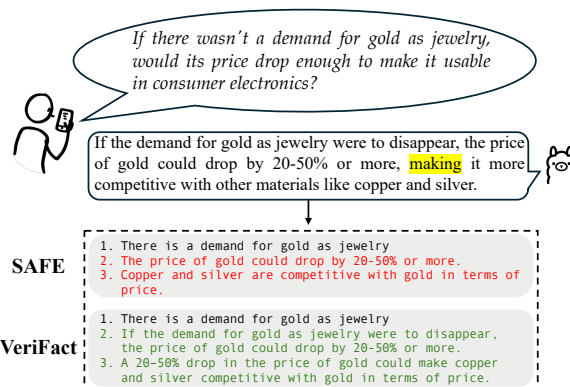 If there wasn't a demand for gold as jewelry,
would its price drop enough to make it usable
in consumer electronics?
If the demand for gold as jewelry were to disappear, the price
of gold could drop by 20-50% or more, making it more
competitive with other materials like copper and silver.
SAFE
1. There is a demand for gold as jewelry
2. The price of gold could drop by 20-50% or more.
3. Copper and silver are competitive with gold in terms of
price.
VeriFact
1. There is a demand for gold as jewelry
2. If the demand for gold as jewelry were to disappear,
the price of gold could drop by 20-50% or more.
3. A 20-50% drop in the price of gold could make copper
and silver competitive with gold in terms of price.